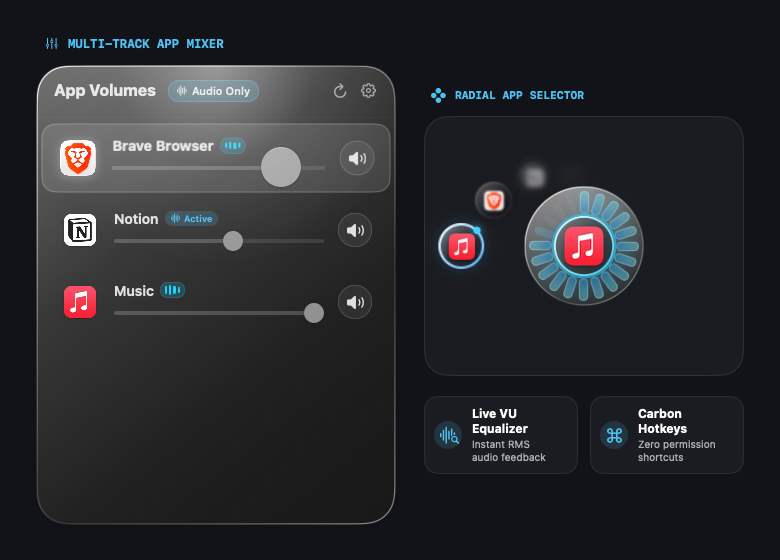 MULTI-TRACK APP MIXER
App Volumes
Audio Only
Brave Browser
Notion
Active
Music
RADIAL APP SELECTOR
Live VU
Equalizer
Instant RMS
audio feedback
Carbon
Hotkeys
Zero permission
shortcuts